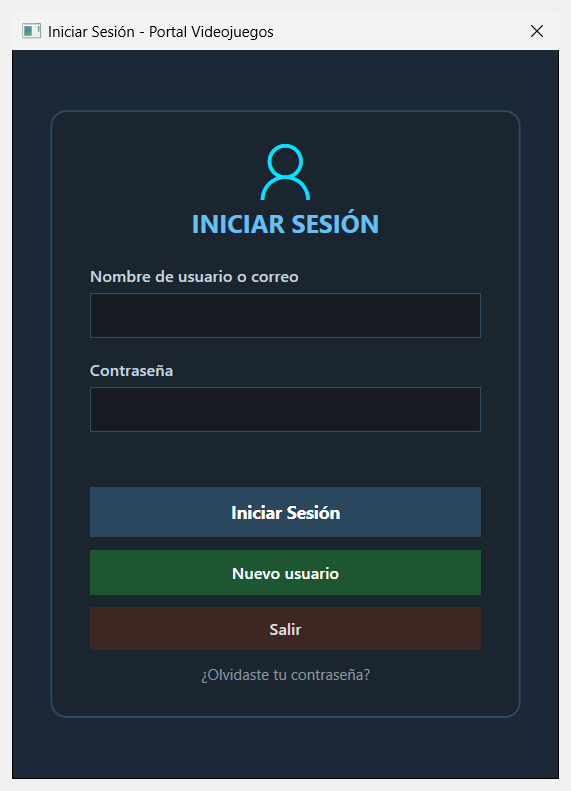 Iniciar Sesión - Portal Videojuegos
INICIAR SESIÓN
Nombre de usuario o correo
Contraseña
Iniciar Sesión
Nuevo usuario
Salir
¿Olvidaste tu contraseña?